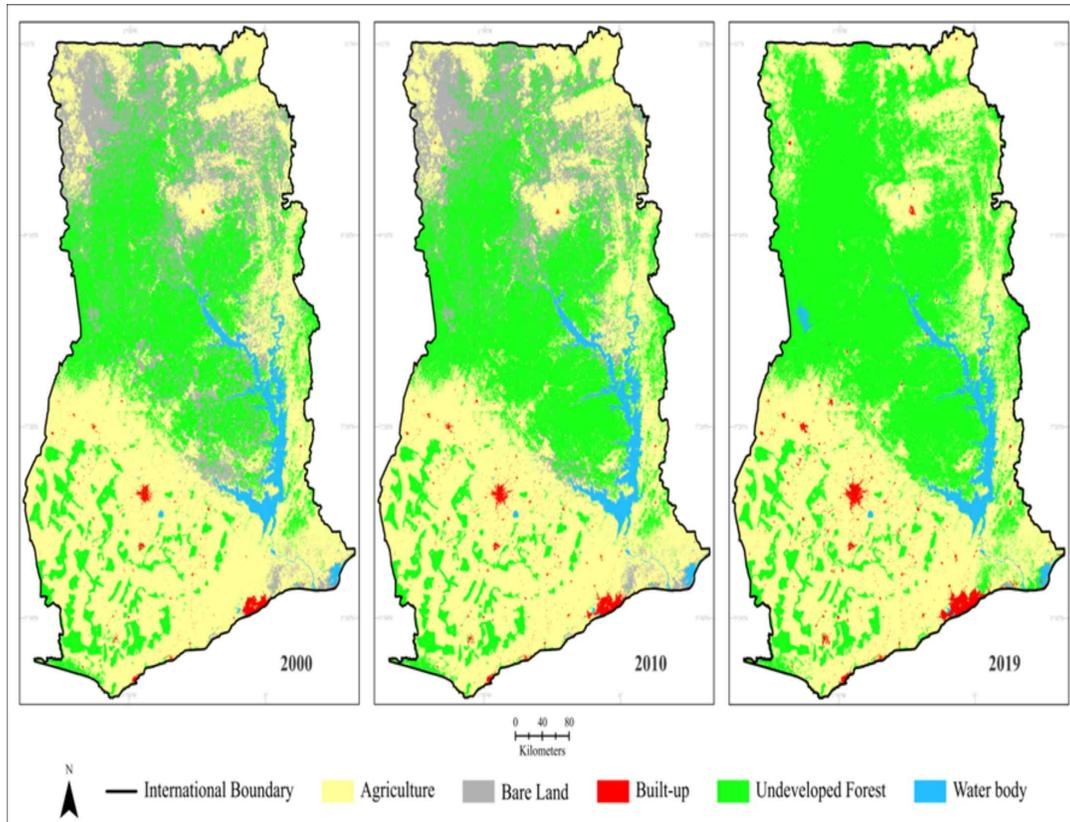 2000
2010
2019
0 40 80
Kilometers
N
International Boundary
Agriculture
Bare Land
Built-up
Undeveloped Forest
Water body